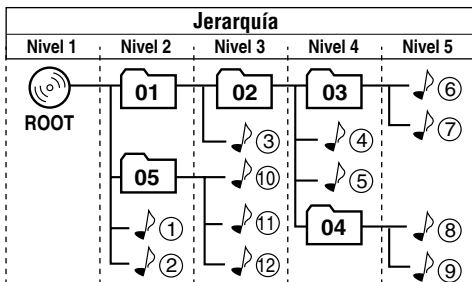 Jerarquía
Nivel 1 Nivel 2 Nivel 3 Nivel 4 Nivel 5
01 02 03 ⑥
ROOT ⑦
③ ④
05 ⑩ ⑤
① ⑪ 04 ⑧
② ⑫ ⑨